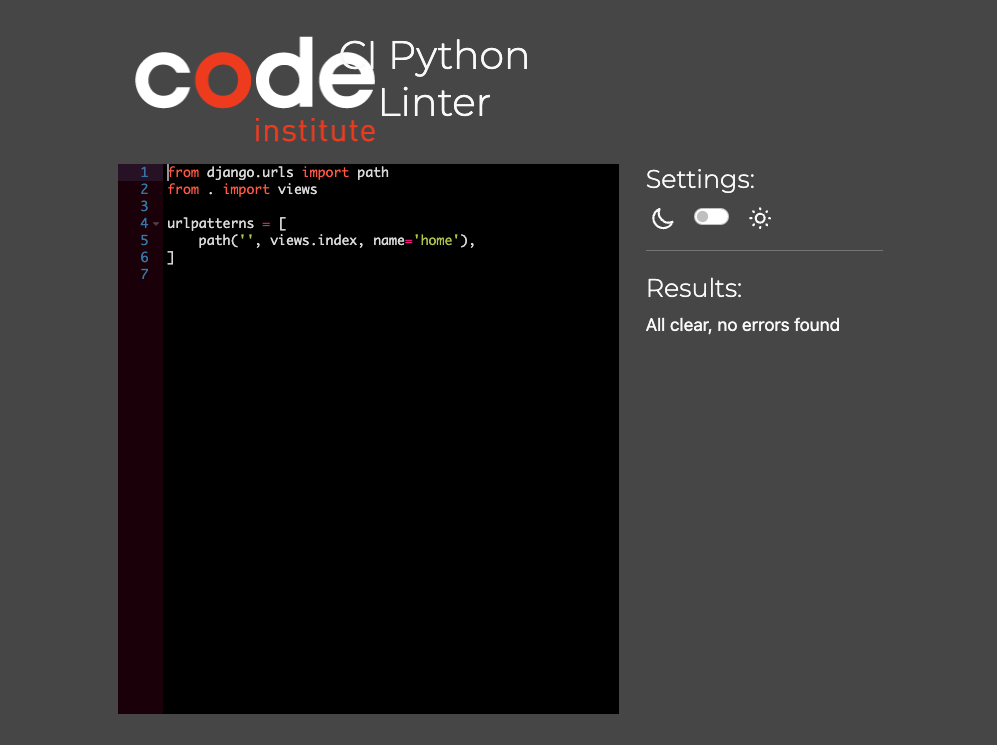 code
institute
CI Python
Linter
1 from django.urls import path
2 from . import views
3
4 urlpatterns = [
5     path('', views.index, name='home'),
6 ]
7
Settings:
Results:
All clear, no errors found